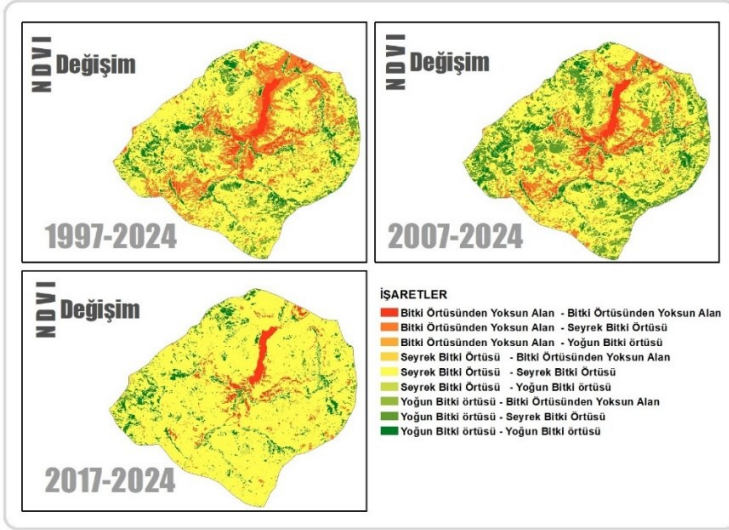 NDVI Değişim
1997-2024
NDVI Değişim
2007-2024
NDVI Değişim
2017-2024
İŞARETLER
Bitki Örtüsünden Yoksun Alan - Bitki Örtüsünden Yoksun Alan
Bitki Örtüsünden Yoksun Alan - Seyrek Bitki Örtüsü
Bitki Örtüsünden Yoksun Alan - Yoğun Bitki örtüsü
Seyrek Bitki Örtüsü - Bitki Örtüsünden Yoksun Alan
Seyrek Bitki Örtüsü - Seyrek Bitki Örtüsü
Seyrek Bitki Örtüsü - Yoğun Bitki örtüsü
Yoğun Bitki örtüsü - Bitki Örtüsünden Yoksun Alan
Yoğun Bitki örtüsü - Seyrek Bitki Örtüsü
Yoğun Bitki örtüsü - Yoğun Bitki örtüsü